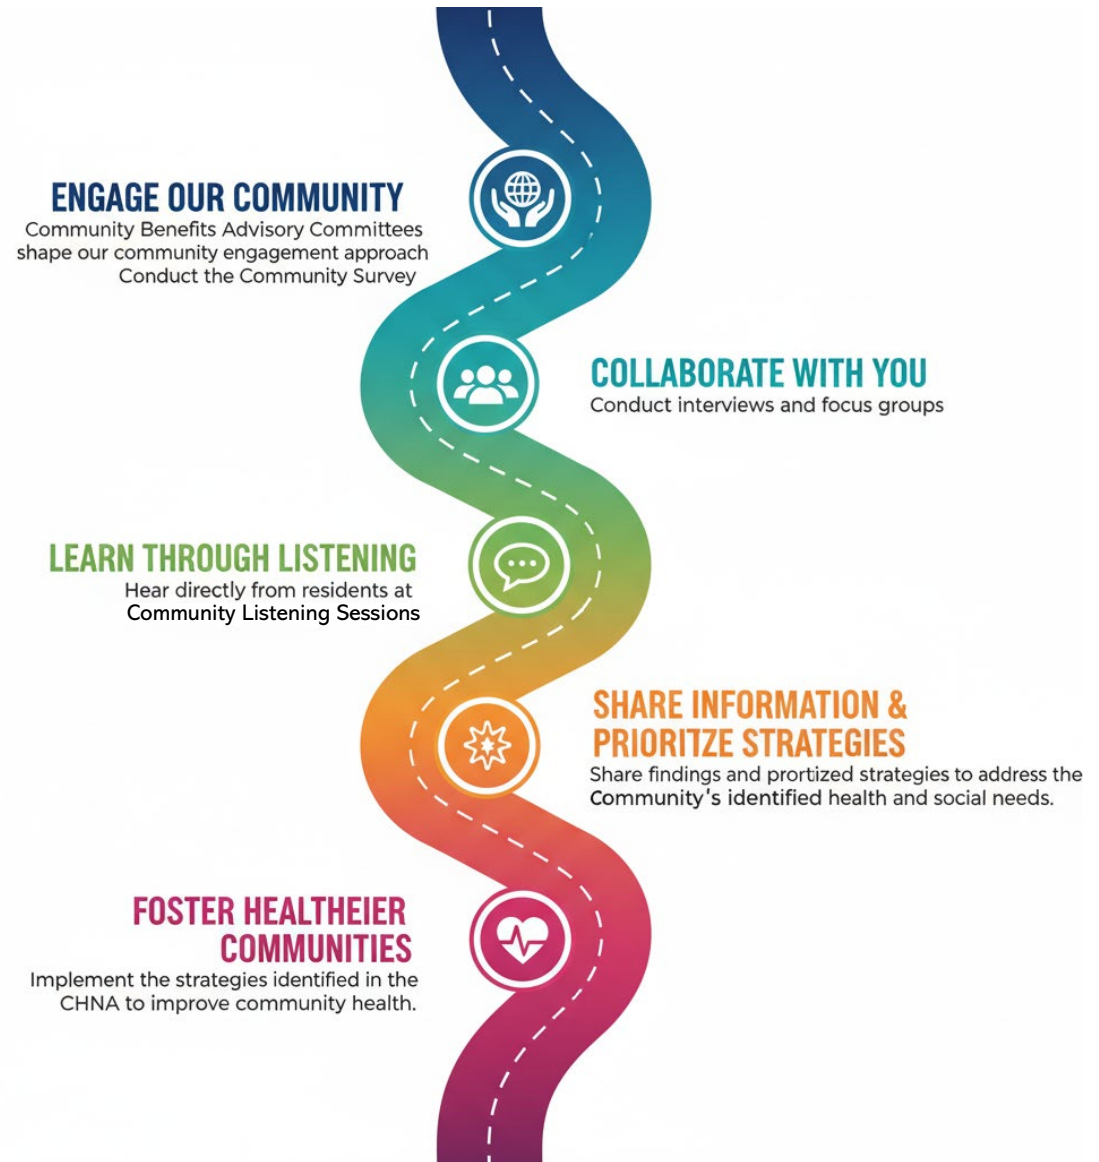 ENGAGE OUR COMMUNITY
Community Benefits Advisory Committees
shape our community engagement approach
Conduct the Community Survey
COLLABORATE WITH YOU
Conduct interviews and focus groups
LEARN THROUGH LISTENING
Hear directly from residents at
Community Listening Sessions
SHARE INFORMATION &
PRIORITZE STRATEGIES
Share findings and prortized strategies to address the
Community's identified health and social needs.
FOSTER HEALTHEIER
COMMUNITIES
Implement the strategies identified in the
CHNA to improve community health.